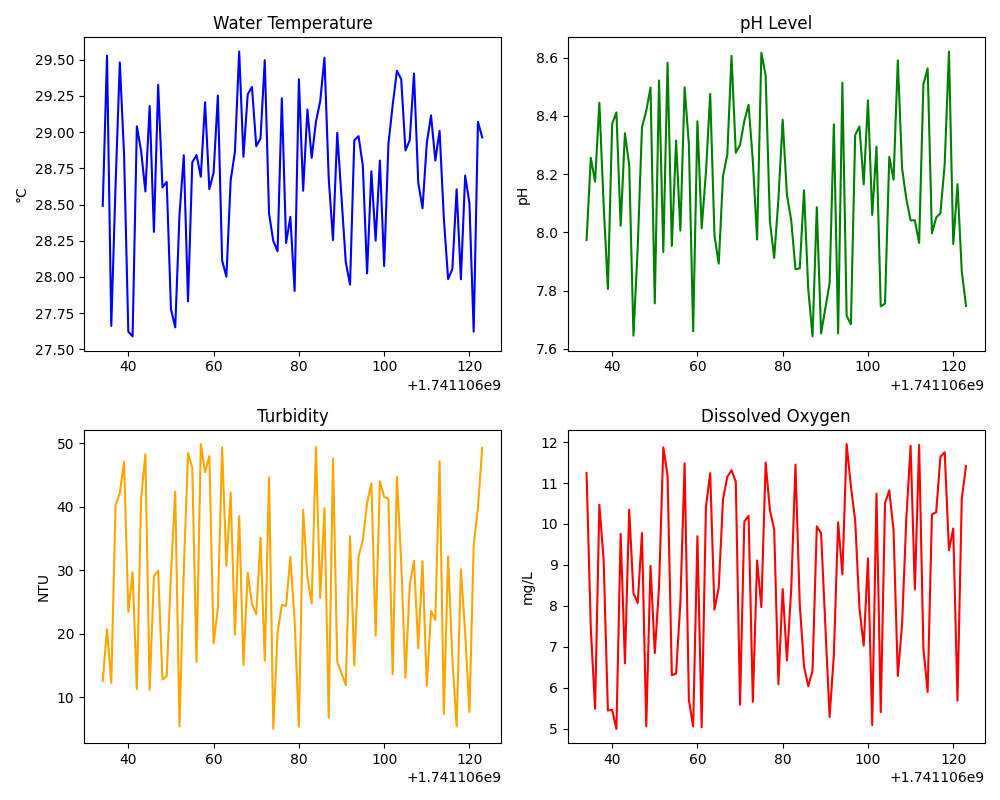 Water Temperature
°C
29.50
29.25
29.00
28.75
28.50
28.25
28.00
27.75
27.50
40 60 80 100 120
+1.741106e9
pH Level
pH
8.6
8.4
8.2
8.0
7.8
7.6
40 60 80 100 120
+1.741106e9
Turbidity
NTU
50
40
30
20
10
40 60 80 100 120
+1.741106e9
Dissolved Oxygen
mg/L
12
11
10
9
8
7
6
5
40 60 80 100 120
+1.741106e9